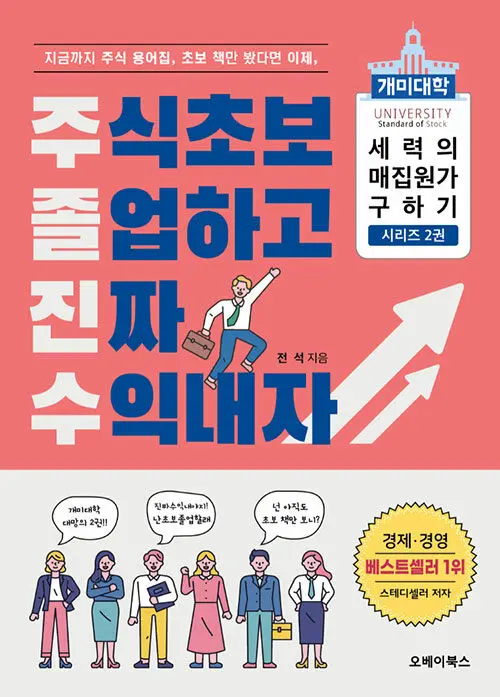 지금까지 주식 용어집, 초보 책만 봤다면 이제,
개미대학
UNIVERSITY
Standard of Stock
세력의
매집원가
구하기
시리즈 2권
주식초보
졸업하고
진짜
수익내자
전 석 지음
개미대학
대망의 2권!!
진짜수익내야지!
난초보졸업할래
넌 아직도
초보 책만 보니?
경제·경영
베스트셀러 1위
스테디셀러 저자
오베이북스